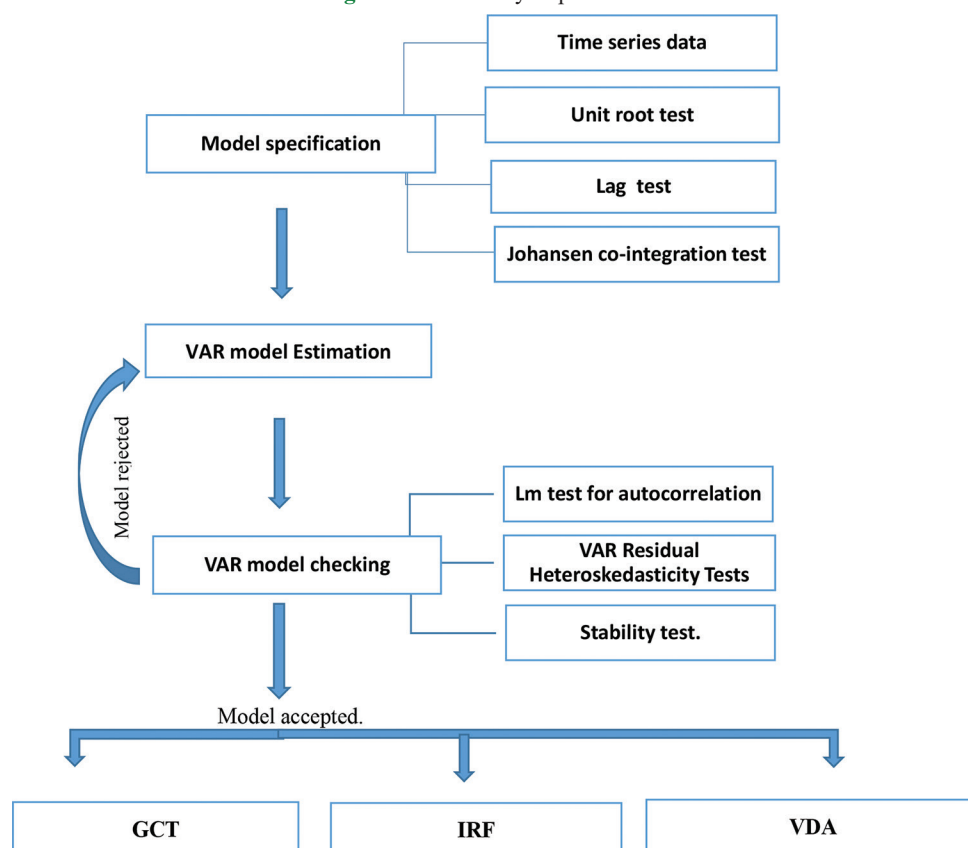 Time series data
Unit root test
Model specification
Lag test
Johansen co-integration test
VAR model Estimation
Model rejected
Lm test for autocorrelation
VAR model checking
VAR Residual
Heteroskedasticity Tests
Stability test.
Model accepted.
GCT
IRF
VDA